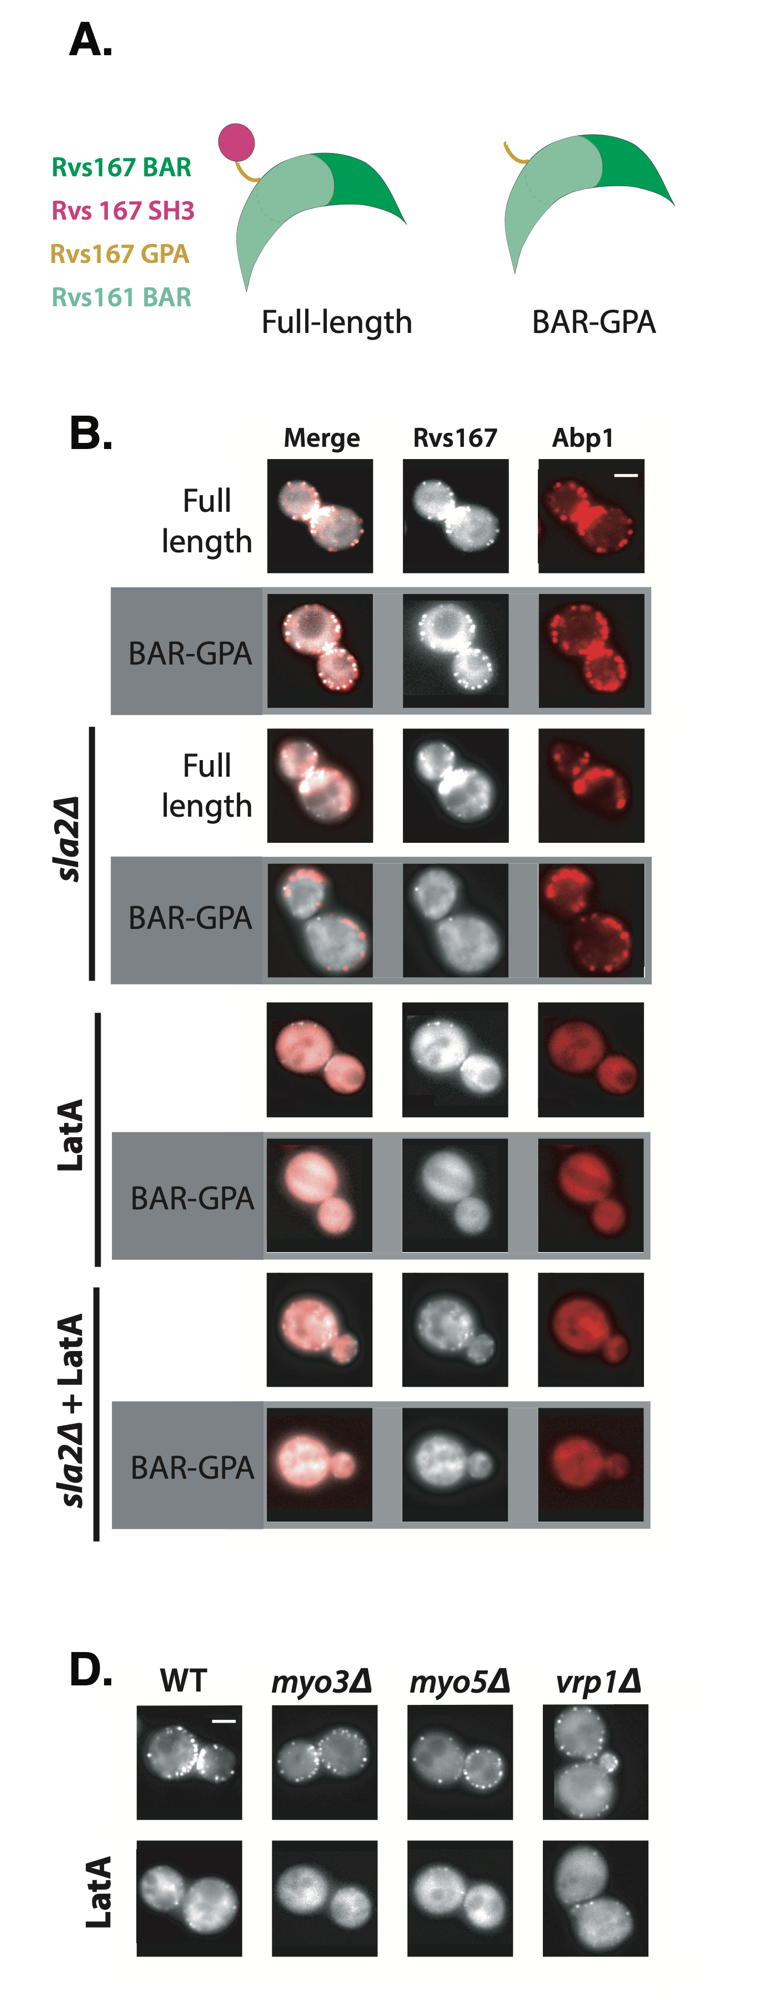 A.
Rvs167 BAR
Rvs 167 SH3
Rvs167 GPA
Rvs161 BAR
Full-length
BAR-GPA
B.
Merge
Rvs167
Abp1
Full
length
BAR-GPA
sla2Δ
Full
length
BAR-GPA
LatA
BAR-GPA
sla2Δ + LatA
BAR-GPA
D.
WT
myo3Δ
myo5Δ
vrp1Δ
LatA